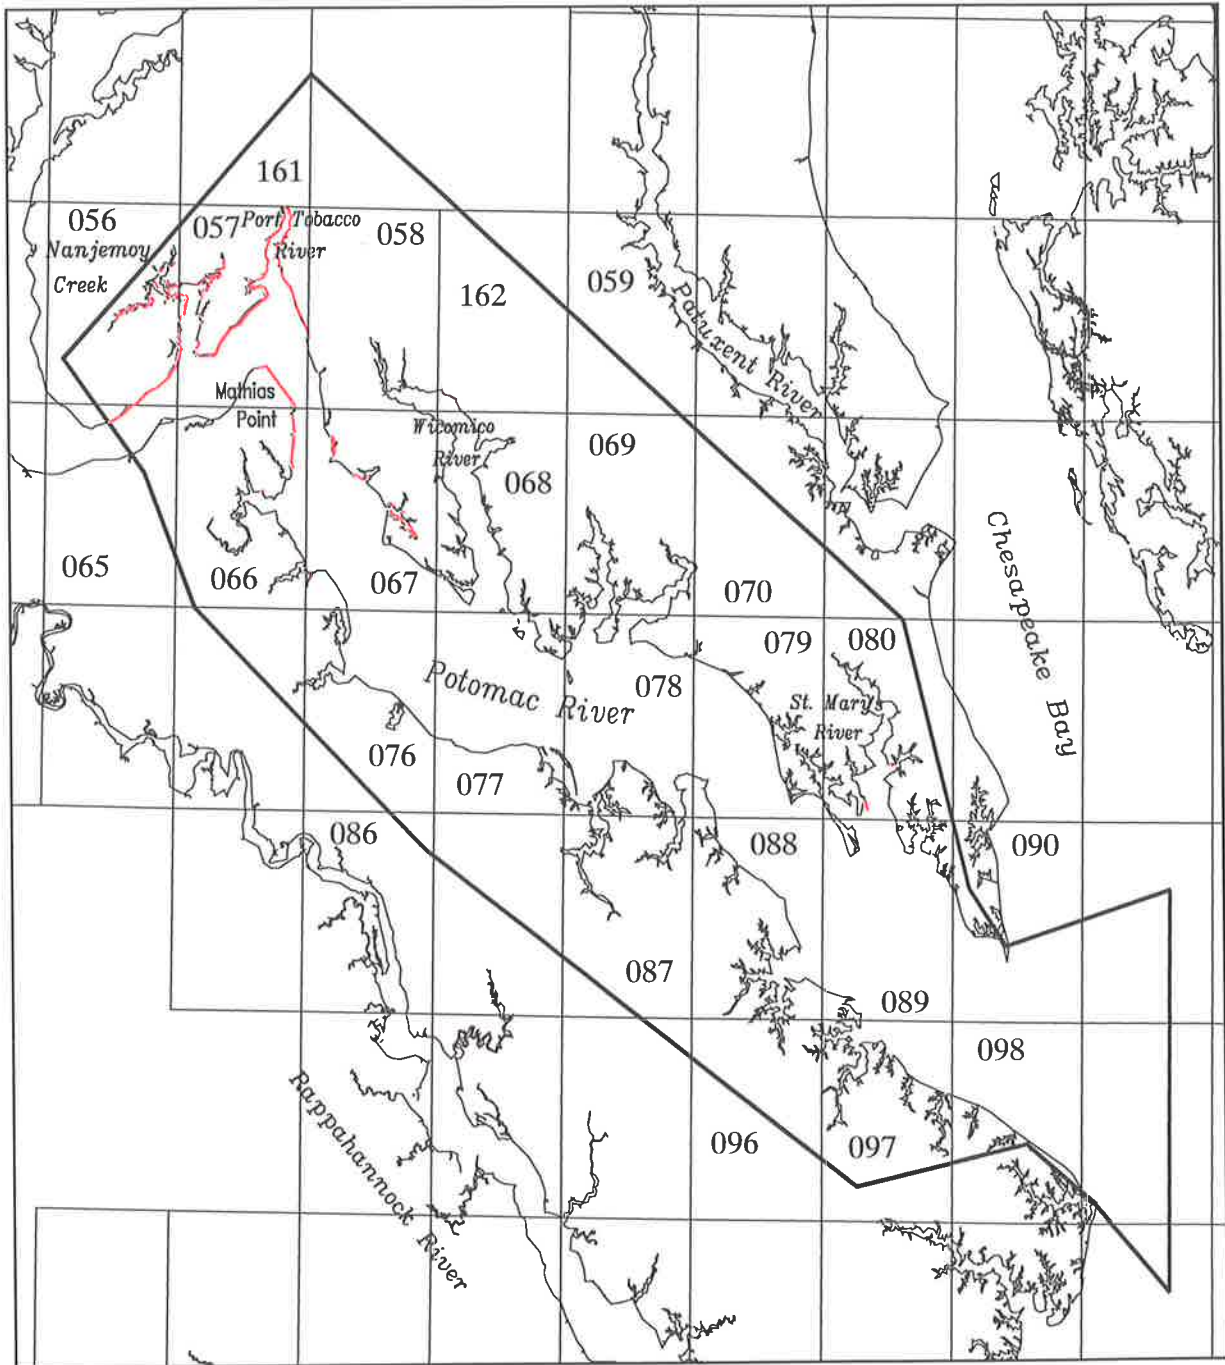 161
056
057
Port Tobacco
River
058
Nanjemoy
Creek
162
059
Patuxent River
Mathias
Point
Wicomico
River
069
068
Chesapeake Bay
065
066
067
070
079
080
Potomac River
078
St. Mary's
River
076
077
086
088
090
087
089
098
096
097
Rappahannock River